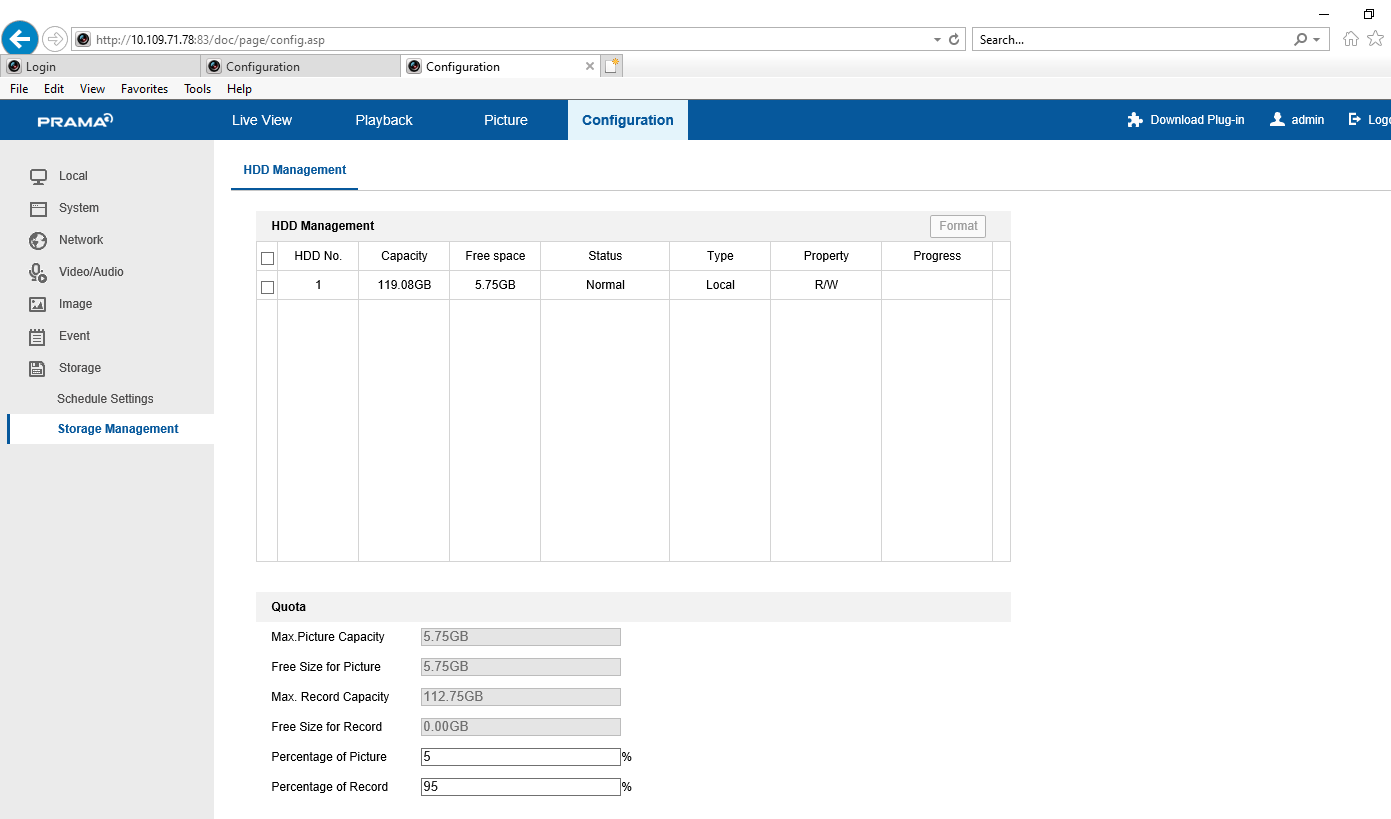 http://10.109.71.78:83/doc/page/config.asp
Search...
Login
Configuration
Configuration
File Edit View Favorites Tools Help
PRAMA Live View Playback Picture Configuration Download Plug-in admin Logo
Local
System
Network
Video/Audio
Image
Event
Storage
Schedule Settings
Storage Management
HDD Management
HDD Management Format
HDD No. Capacity Free space Status Type Property Progress
1 119.08GB 5.75GB Normal Local R/W
Quota
Max.Picture Capacity 5.75GB
Free Size for Picture 5.75GB
Max. Record Capacity 112.75GB
Free Size for Record 0.00GB
Percentage of Picture 5 %
Percentage of Record 95 %